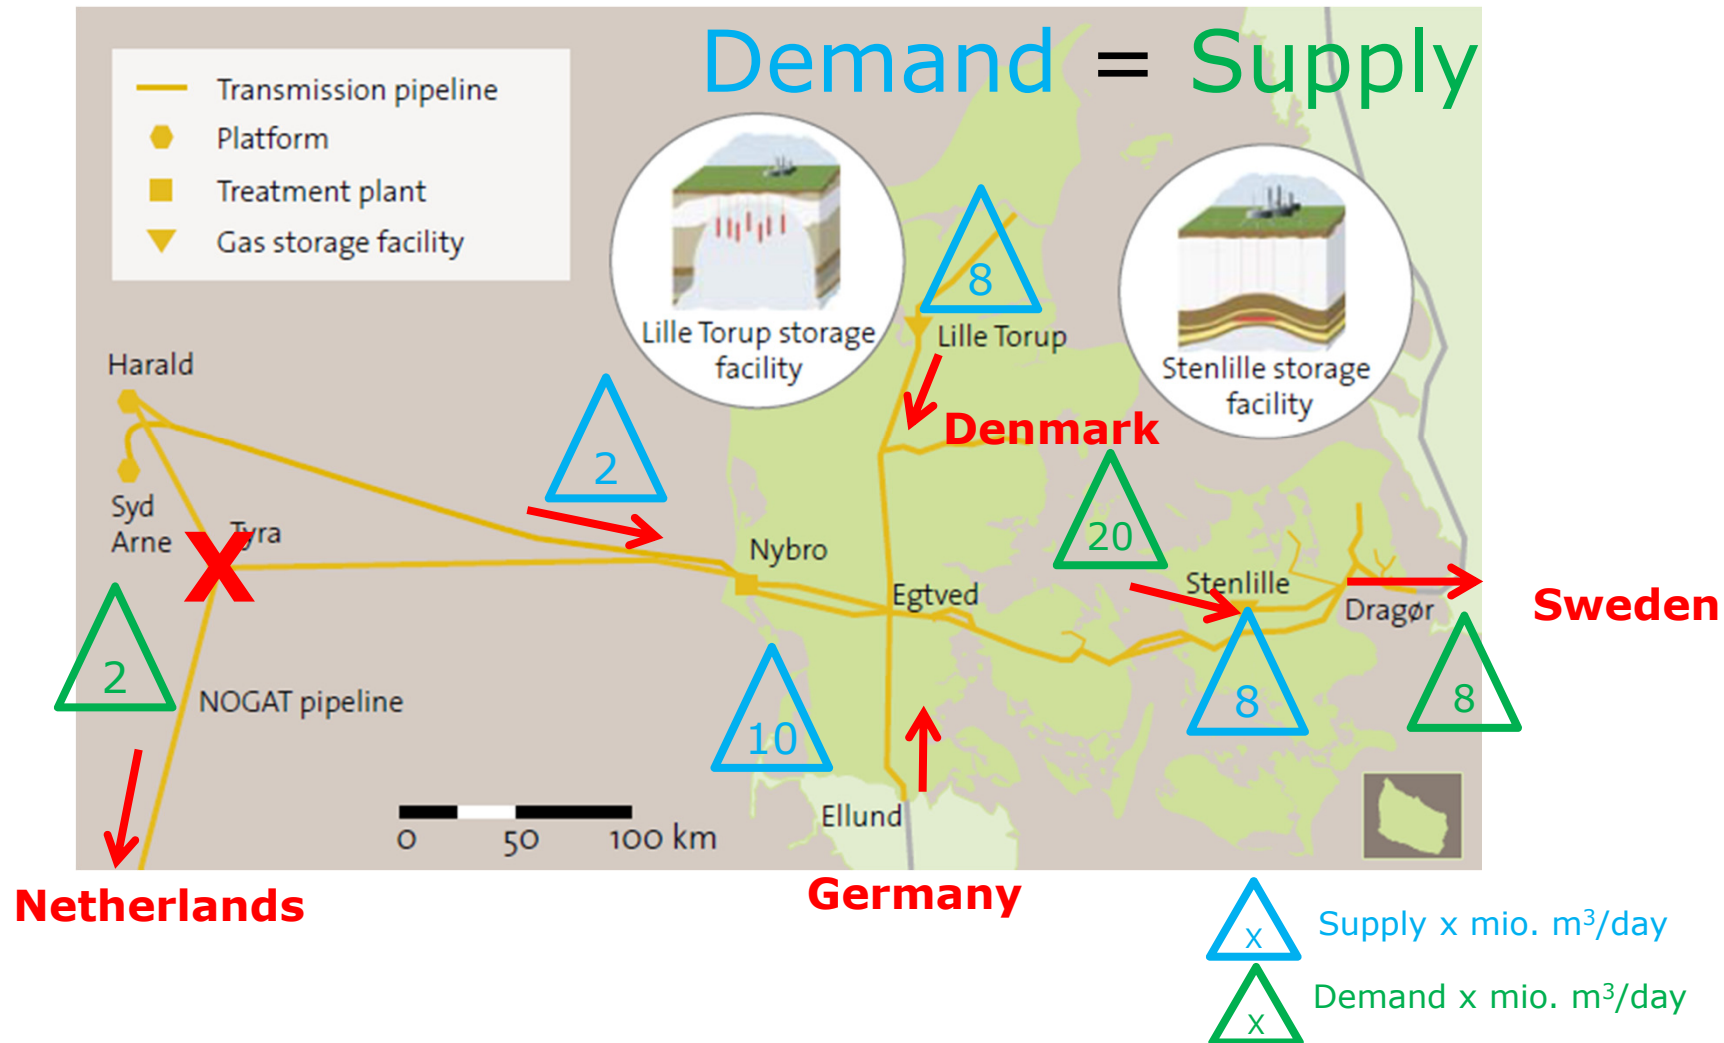 Demand = Supply
Transmission pipeline
Platform
Treatment plant
Gas storage facility
Lille Torup storage
facility
8
Lille Torup
Stenlille storage
facility
Harald
Denmark
2
Syd
Arne
X
Tyra
20
Nybro
Stenlille
Egtved
Dragør
Sweden
2
NOGAT pipeline
10
8
8
Ellund
0 50 100 km
Netherlands
Germany
x
Supply x mio. m³/day
x
Demand x mio. m³/day